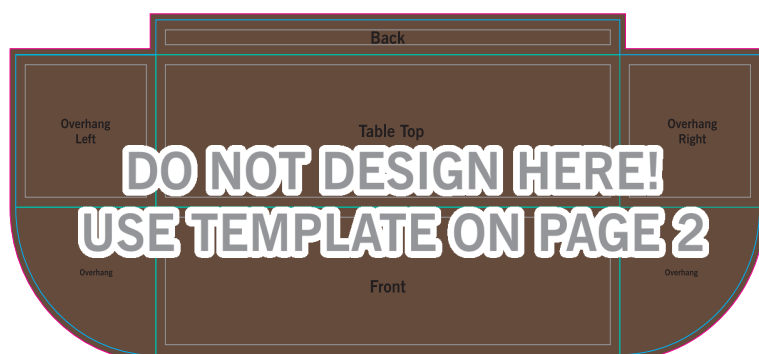 Back
Overhang
Left
Table Top
Overhang
Right
DO NOT DESIGN HERE!
USE TEMPLATE ON PAGE 2
Overhang
Front
Overhang